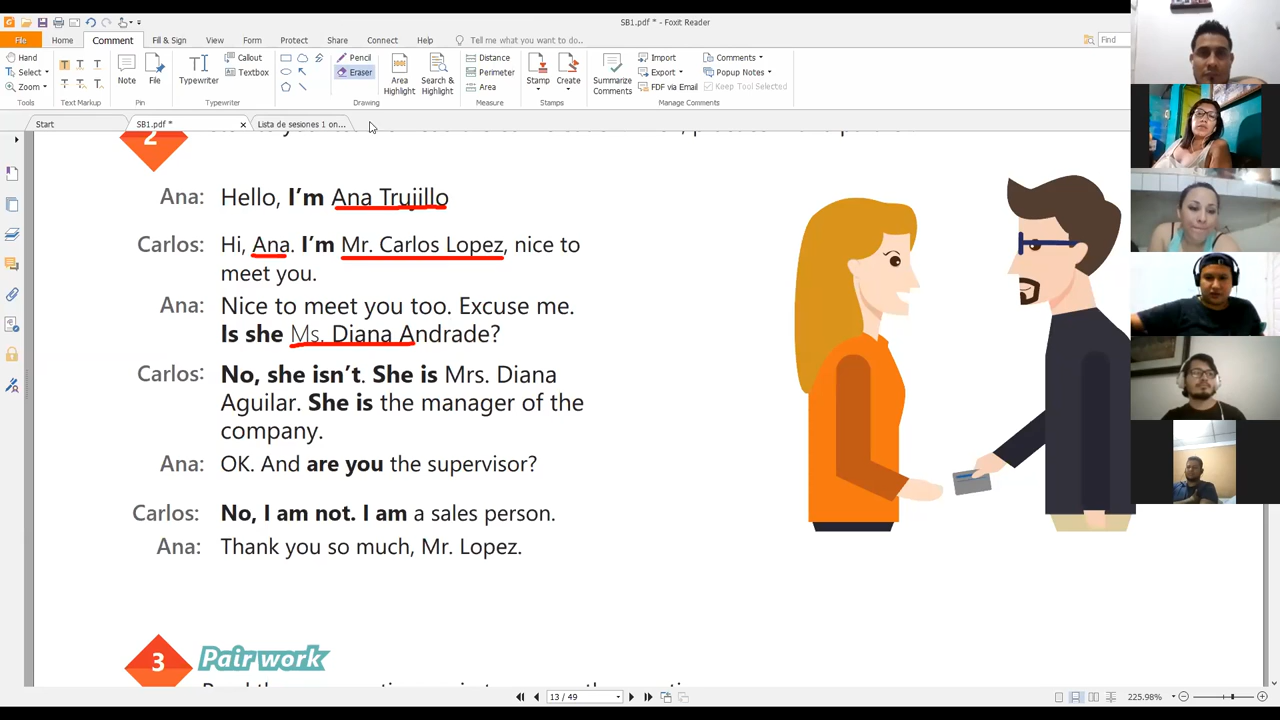 SB1.pdf * - Foxit Reader
File Home Comment Fill & Sign View Form Protect Share Connect Help Tell me what you want to do... Find
Hand
Select
Zoom
Tools
Text Markup
Note
File
Pin
Typewriter
Callout
Textbox
Typewriter
Pencil
Eraser
Drawing
Area Highlight
Search & Highlight
Distance
Perimeter
Area
Measure
Stamp
Create
Stamps
Summarize Comments
Import
Export
FDF via Email
Comments
Popup Notes
Keep Tool Selected
Manage Comments
Start SB1.pdf * Lista de sesiones 1 on...
2
Ana: Hello, I'm Ana Trujillo
Carlos: Hi, Ana. I'm Mr. Carlos Lopez, nice to
meet you.
Ana: Nice to meet you too. Excuse me.
Is she Ms. Diana Andrade?
Carlos: No, she isn't. She is Mrs. Diana
Aguilar. She is the manager of the
company.
Ana: OK. And are you the supervisor?
Carlos: No, I am not. I am a sales person.
Ana: Thank you so much, Mr. Lopez.
3 Pair work
13 / 49
225.98%